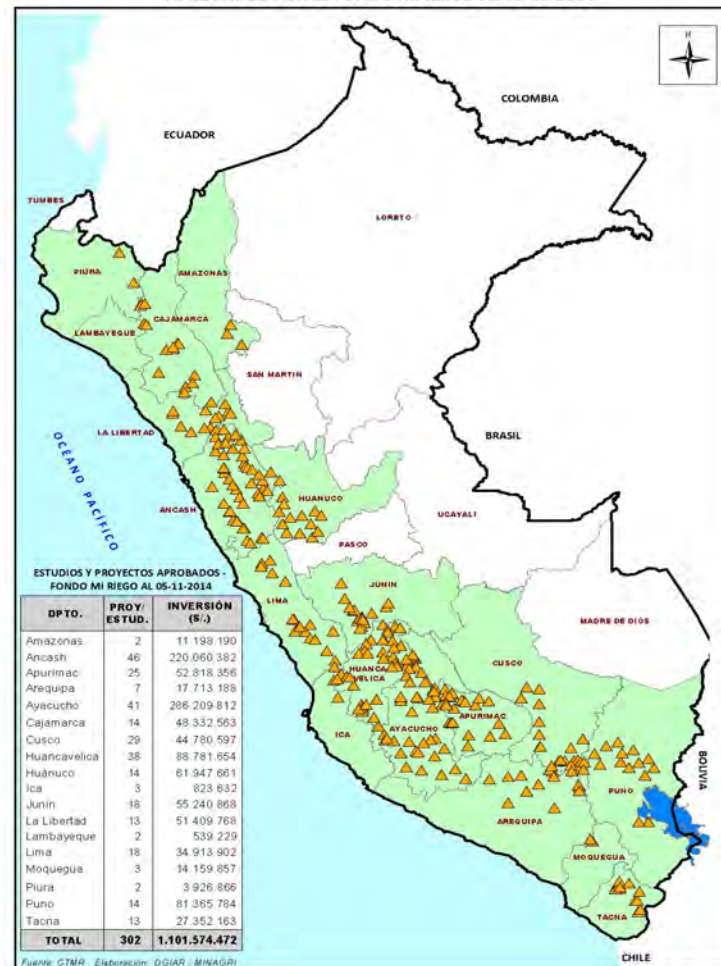 N
COLOMBIA
ECUADOR
TUMBES
LORETO
PIURA
AMAZONAS
CAJAMARCA
LAMBAYEQUE
SAN MARTIN
LA LIBERTAD
BRASIL
OCÉANO PACÍFICO
HUANUCO
ANCASH
UCAYALI
PASCO
JUNIN
LIMA
MADRE DE DIOS
CUSCO
HUANCA
VELICA
APURIMAC
AYACUCHO
ICA
BOLIVIA
PUNO
AREQUIPA
MOQUEGUA
TACNA
CHILE
ESTUDIOS Y PROYECTOS APROBADOS -
FONDO MI RIEGO AL 05-11-2014
DPTO. PROY/ ESTUD. INVERSIÓN (S/.)
Amazonas 2 11.198.190
Ancash 46 220.060.382
Apurimac 25 52.818.356
Arequipa 7 17.713.188
Ayacucho 41 286.209.812
Cajamarca 14 48.332.563
Cusco 29 44.780.597
Huancavelica 38 88.781.654
Huánuco 14 61.947.661
Ica 3 823.632
Junín 18 55.240.868
La Libertad 13 51.409.768
Lambayeque 2 539.229
Lima 18 34.913.902
Moquegua 3 14.159.857
Piura 2 3.926.866
Puno 14 81.365.784
Tacna 13 27.352.163
TOTAL 302 1.101.574.472
Fuente: CTMR - Elaboración: DGIAR - MINAGRI